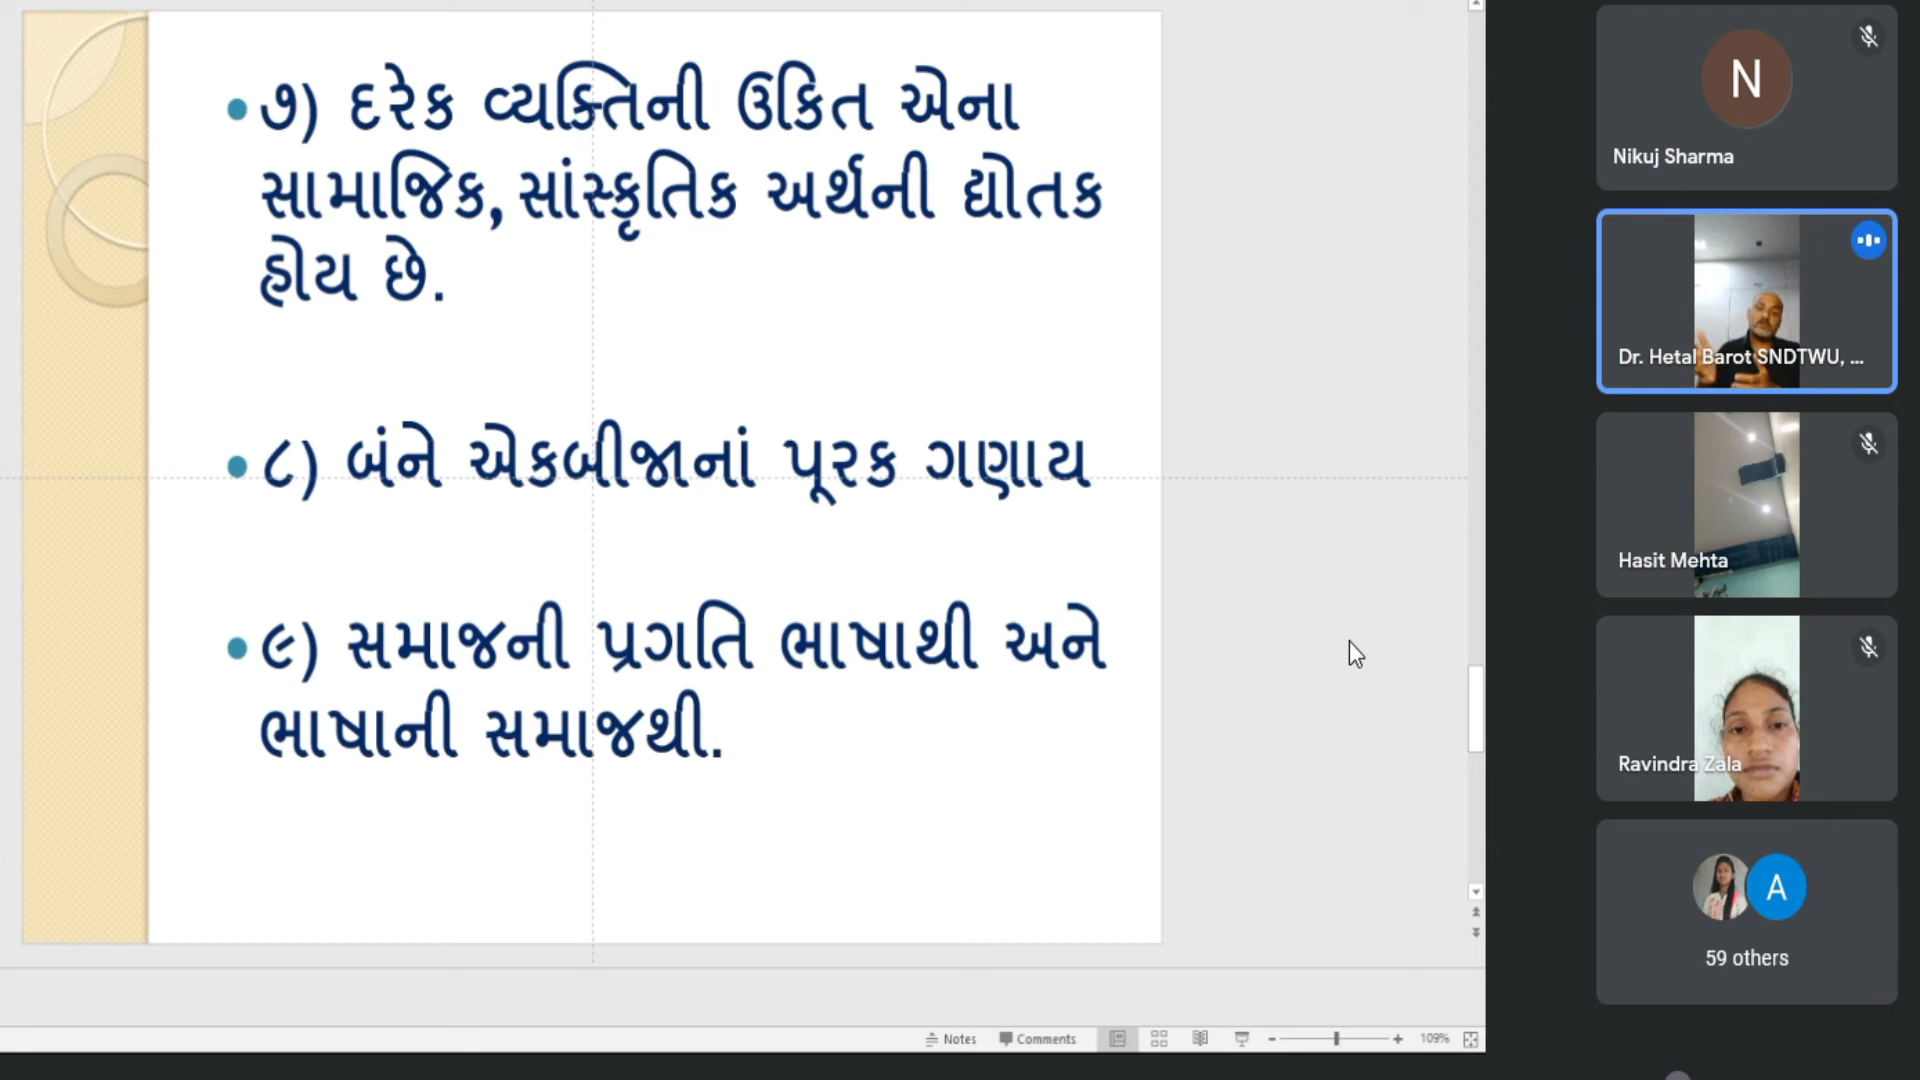 • ૭) દરેક વ્યક્તિની ઉકિત એના
સામાજિક, સાંસ્કૃતિક અર્થની દ્યોતક
હોય છે.
• ૮) બંને એકબીજાનાં પૂરક ગણાય
• ૯) સમાજની પ્રગતિ ભાષાથી અને
ભાષાની સમાજથી.
Notes
Comments
109%
N
Nikuj Sharma
Dr. Hetal Barot SNDTWU, ...
Hasit Mehta
Ravindra Zala
A
59 others